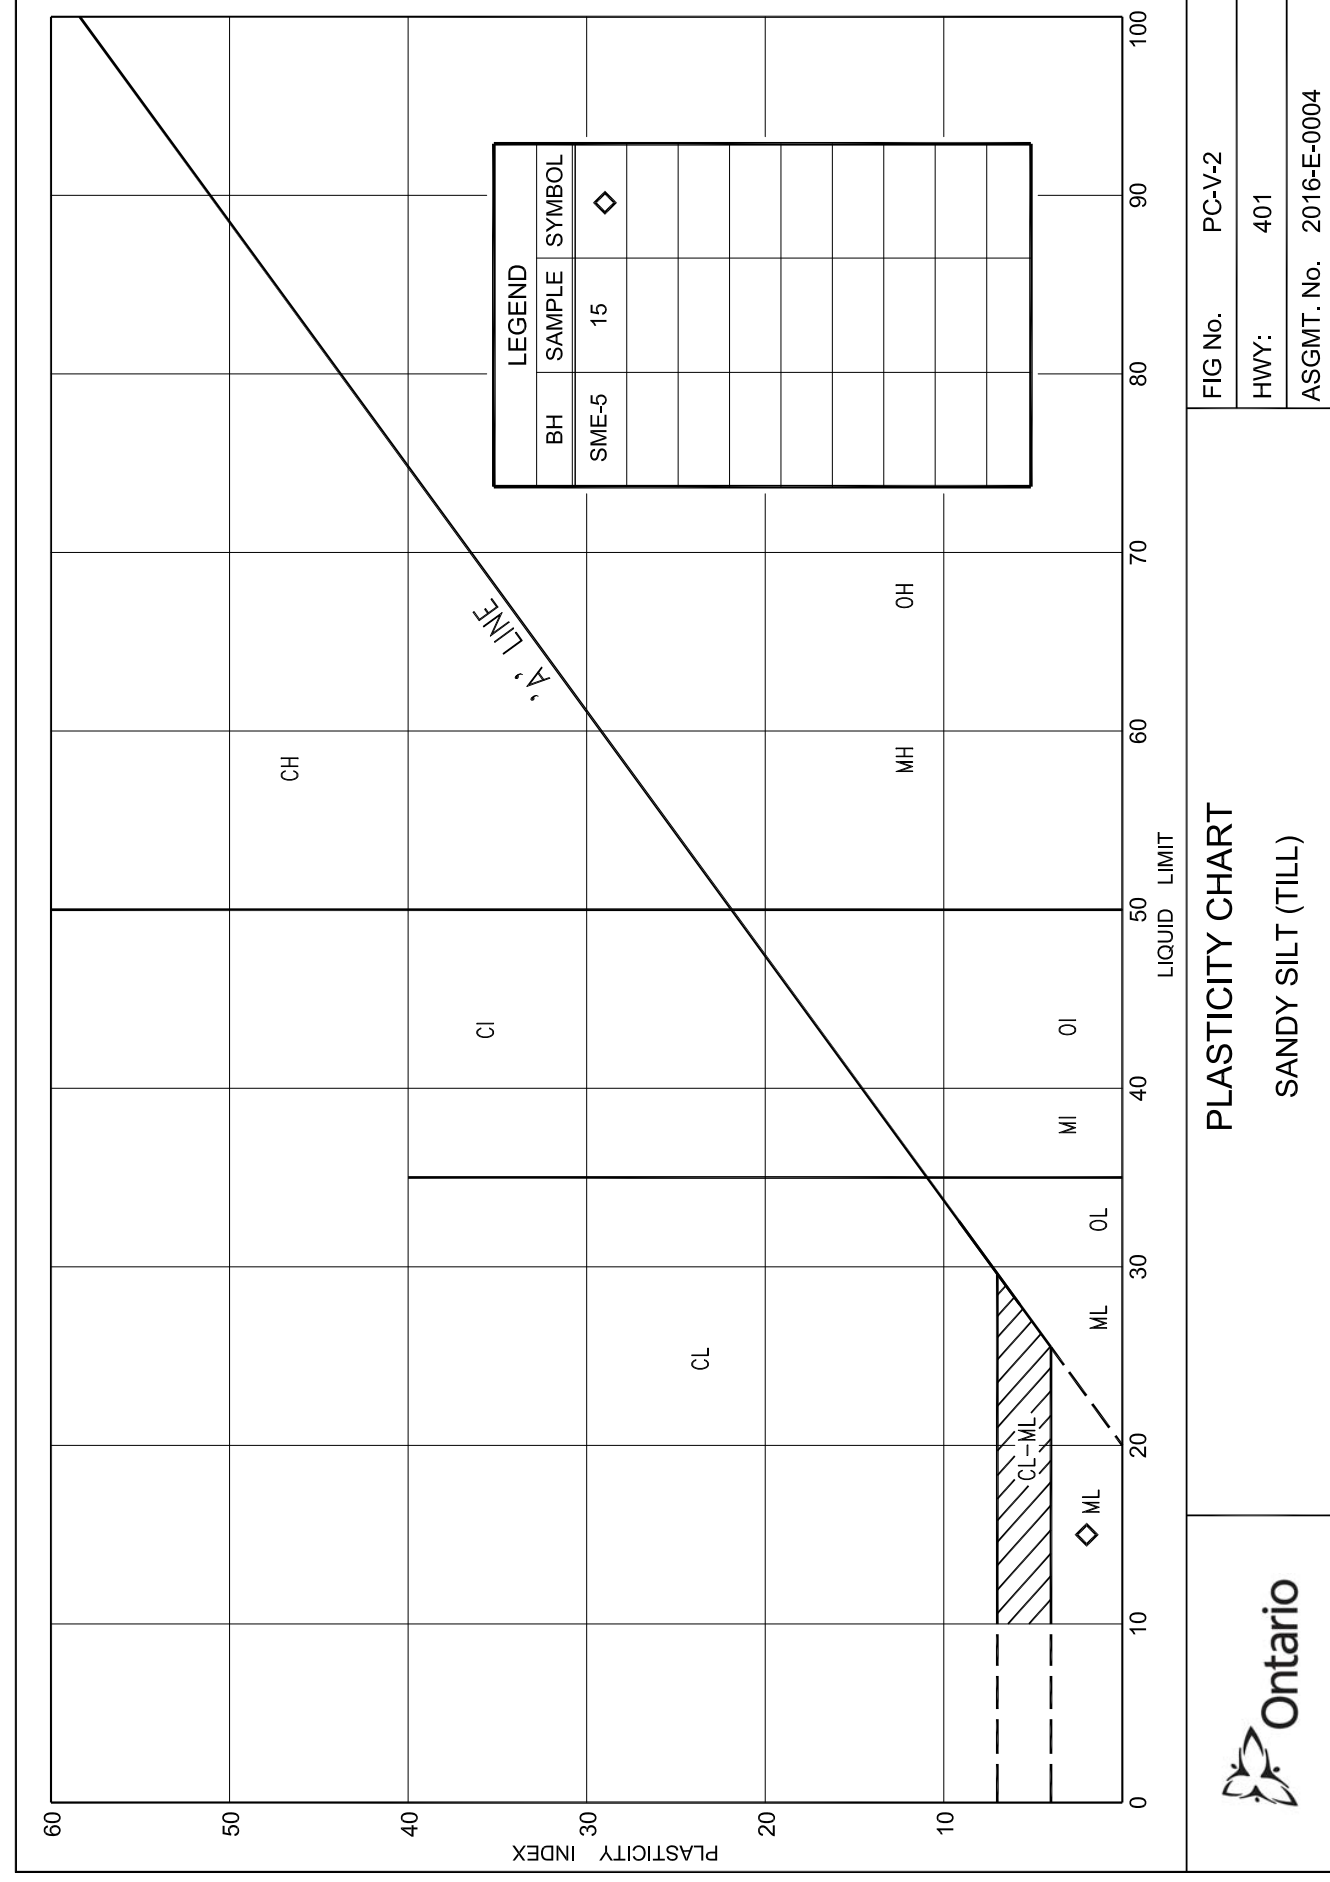 60
50
40
30
20
10
PLASTICITY INDEX
0
10
20
30
40
50
60
70
80
90
100
LIQUID LIMIT
CH
CI
CL
'A' LINE
CL-ML
ML
ML
OL
MI
OI
MH
OH
LEGEND
BH SAMPLE SYMBOL
SME-5 15
Ontario
PLASTICITY CHART
SANDY SILT (TILL)
FIG No. PC-V-2
HWY: 401
ASGMT. No. 2016-E-0004